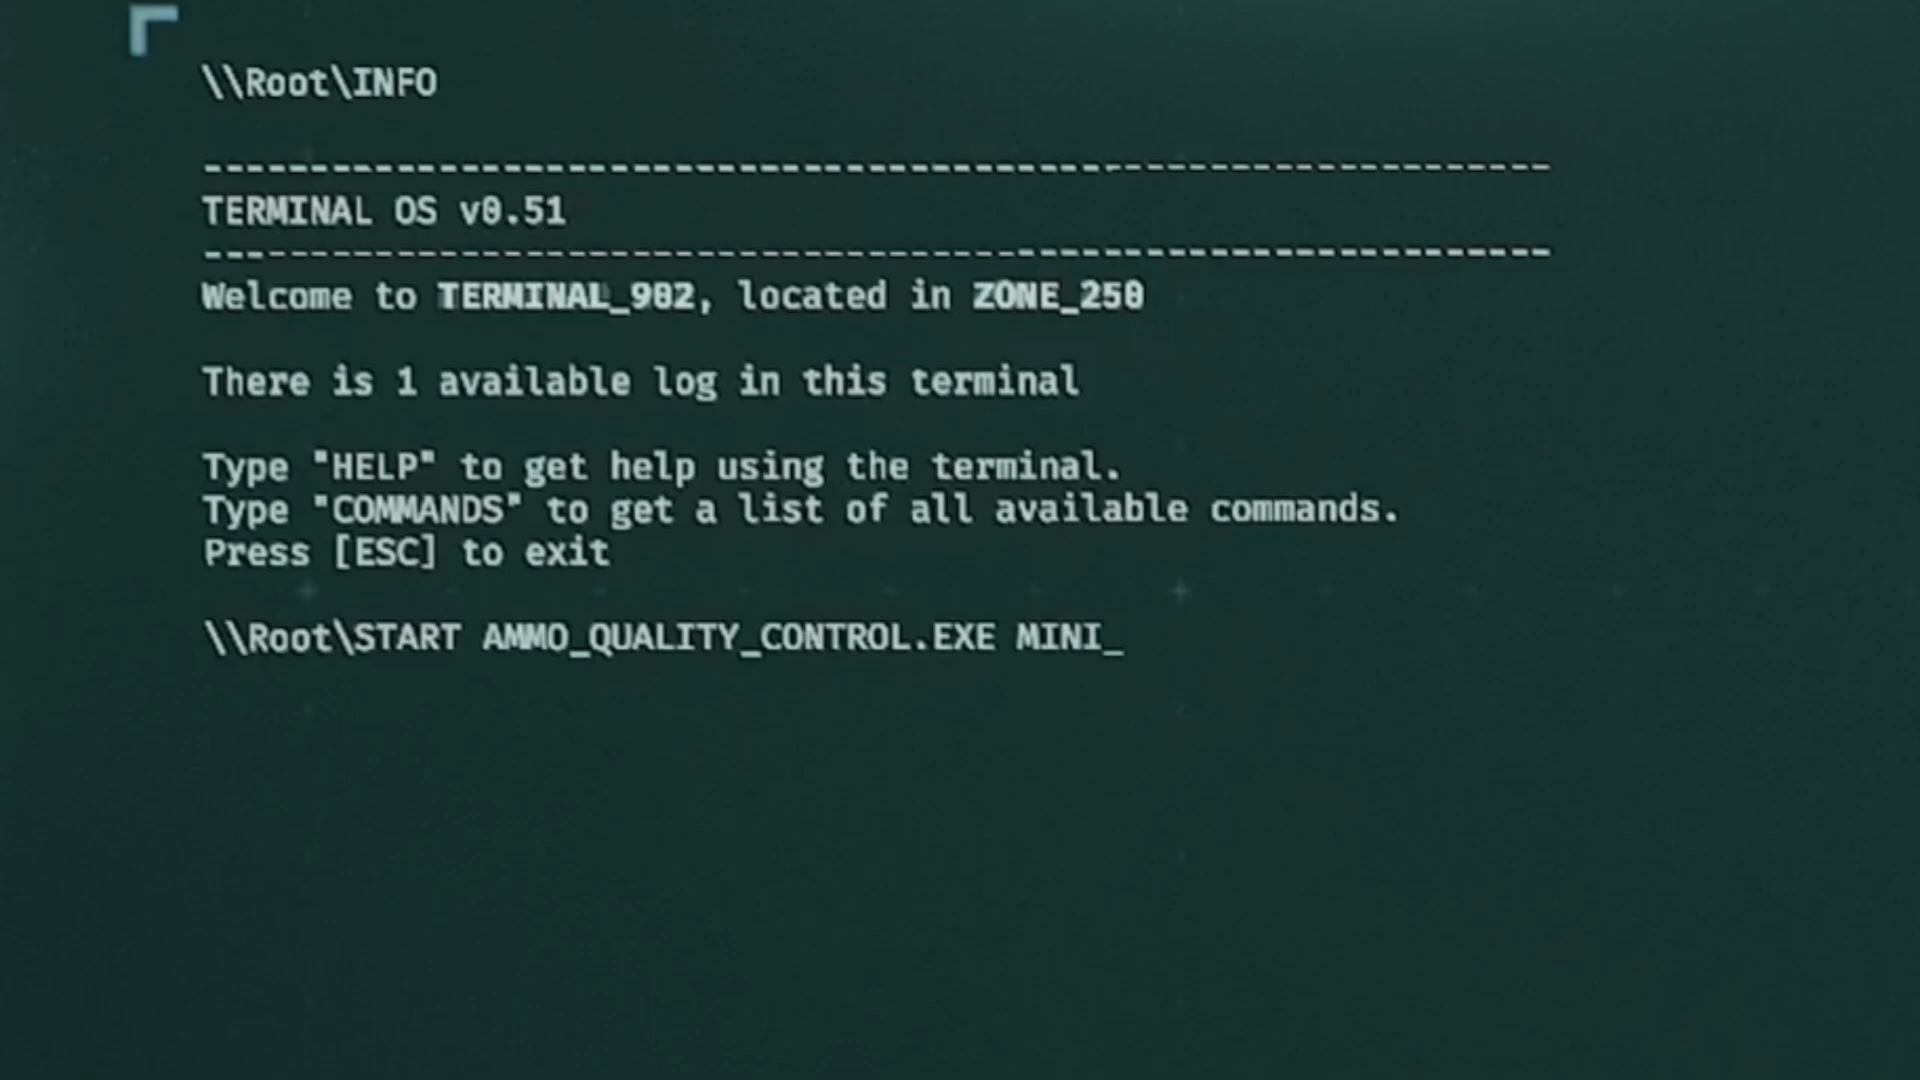 \\Root\INFO
---------------------------------------------------------------
TERMINAL OS v0.51
---------------------------------------------------------------
Welcome to TERMINAL_902, located in ZONE_250
There is 1 available log in this terminal
Type "HELP" to get help using the terminal.
Type "COMMANDS" to get a list of all available commands.
Press [ESC] to exit
\\Root\START AMMO_QUALITY_CONTROL.EXE MINI_